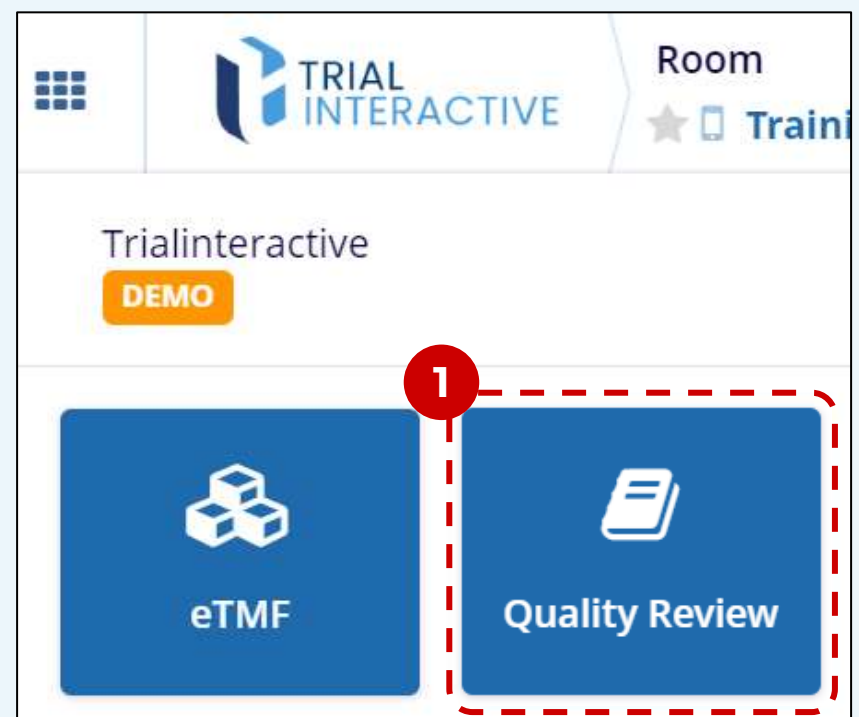 TRIAL
INTERACTIVE
Room
Traini
Trialinteractive
DEMO
1
eTMF
Quality Review